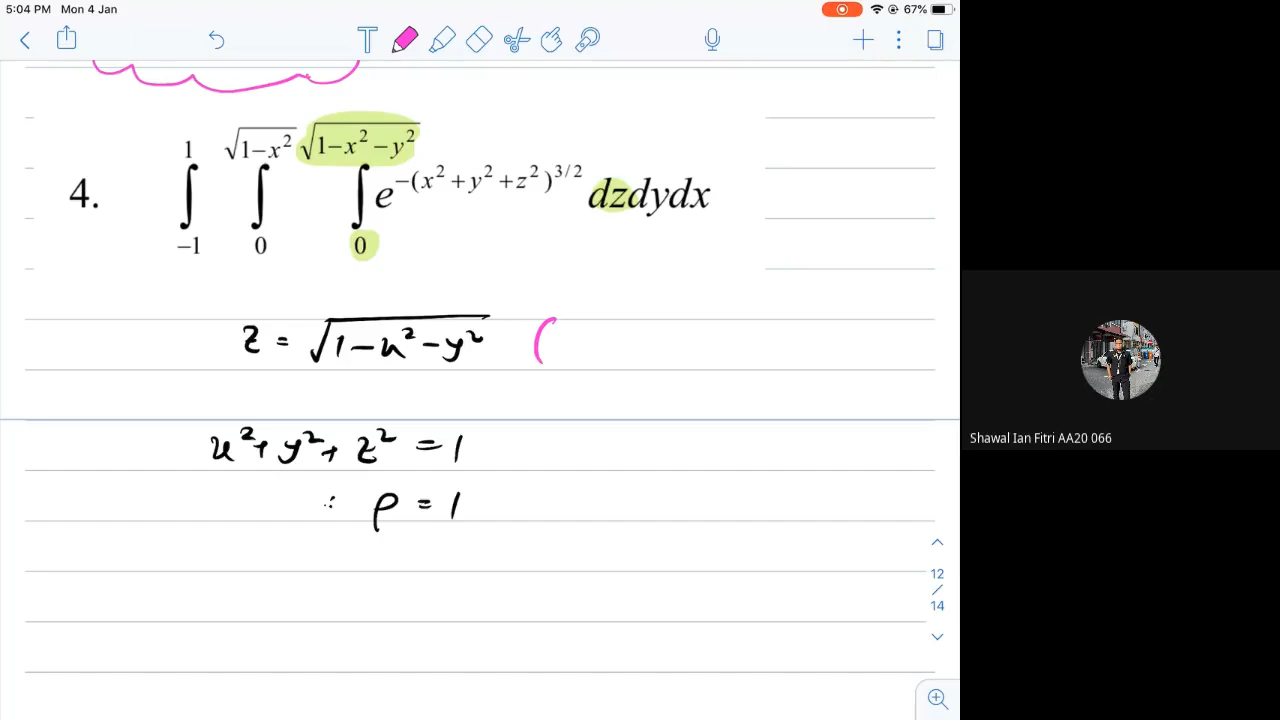 5:04 PM Mon 4 Jan 67%
T
4. ∫_{-1}^{1} ∫_{0}^{√(1-x²)} ∫_{0}^{√(1-x²-y²)} e^{-(x²+y²+z²)^{3/2}} dzdydx
z = √(1-x²-y²) (
x²+y²+z² = 1
∴ ρ = 1
12
/
14
Shawal Ian Fitri AA20 066